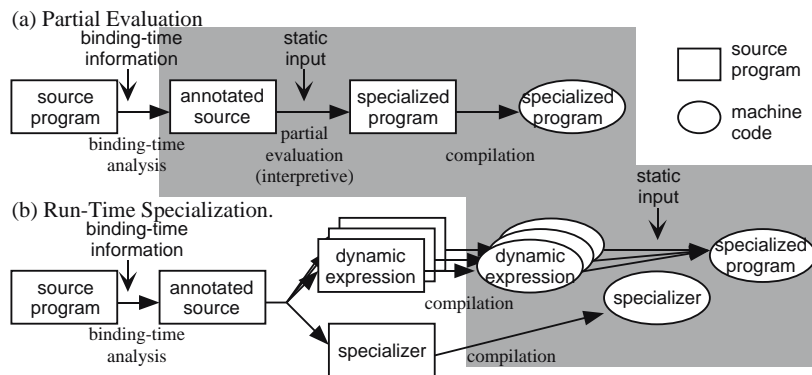 (a) Partial Evaluation
binding-time
information
static
input
source
program
annotated
source
specialized
program
specialized
program
binding-time
analysis
partial
evaluation
(interpretive)
compilation
source
program
machine
code
(b) Run-Time Specialization.
binding-time
information
static
input
source
program
annotated
source
dynamic
expression
dynamic
expression
specialized
program
binding-time
analysis
compilation
specializer
specializer
compilation